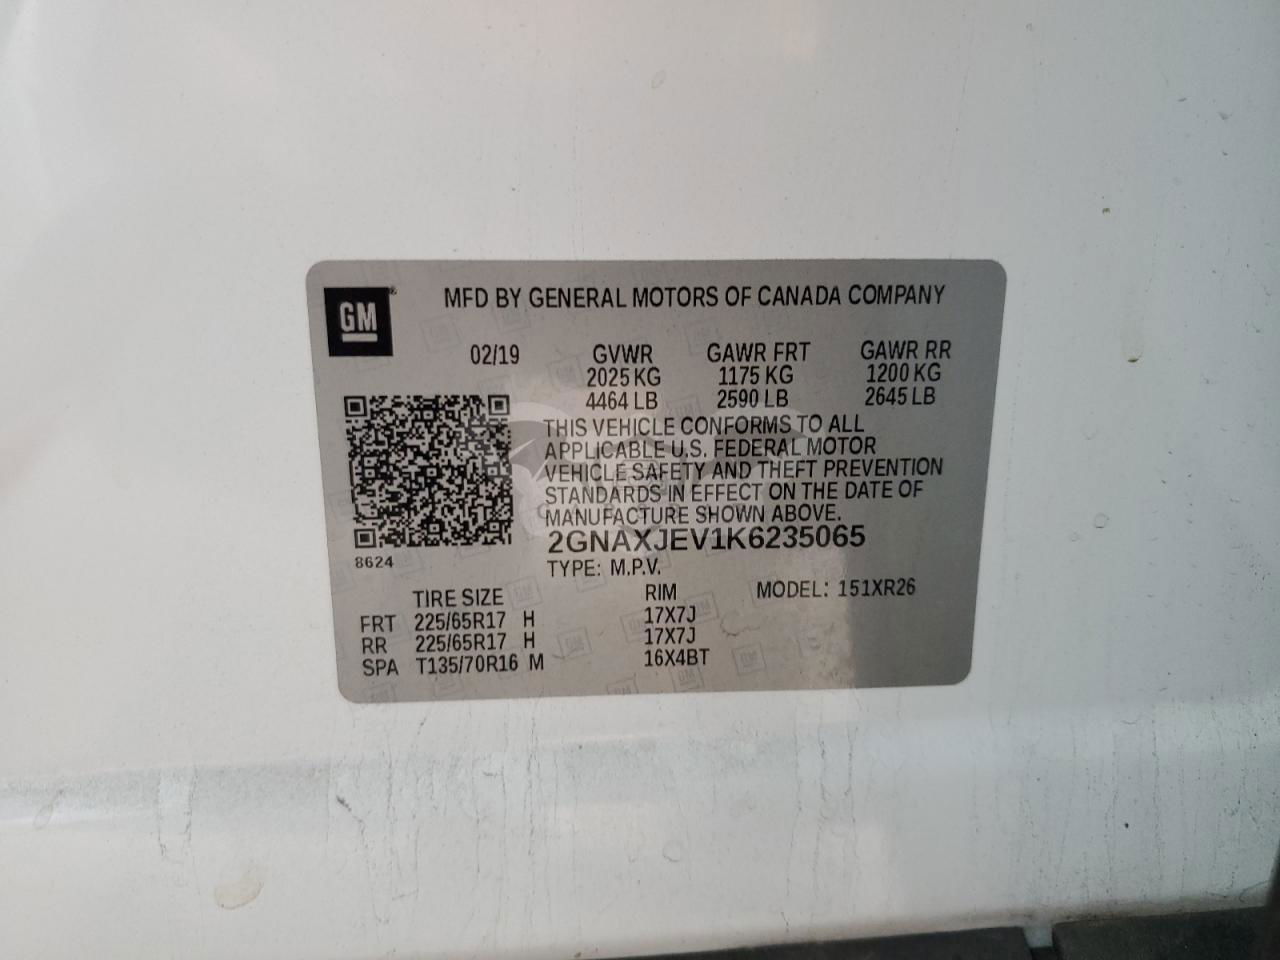 GM
MFD BY GENERAL MOTORS OF CANADA COMPANY
02/19 GVWR GAWR FRT GAWR RR
2025 KG 1175 KG 1200 KG
4464 LB 2590 LB 2645 LB
THIS VEHICLE CONFORMS TO ALL
APPLICABLE U.S. FEDERAL MOTOR
VEHICLE SAFETY AND THEFT PREVENTION
STANDARDS IN EFFECT ON THE DATE OF
MANUFACTURE SHOWN ABOVE.
2GNAXJEV1K6235065
8624
TYPE: M.P.V.
TIRE SIZE RIM MODEL: 151XR26
FRT 225/65R17 H 17X7J
RR 225/65R17 H 17X7J
SPA T135/70R16 M 16X4BT